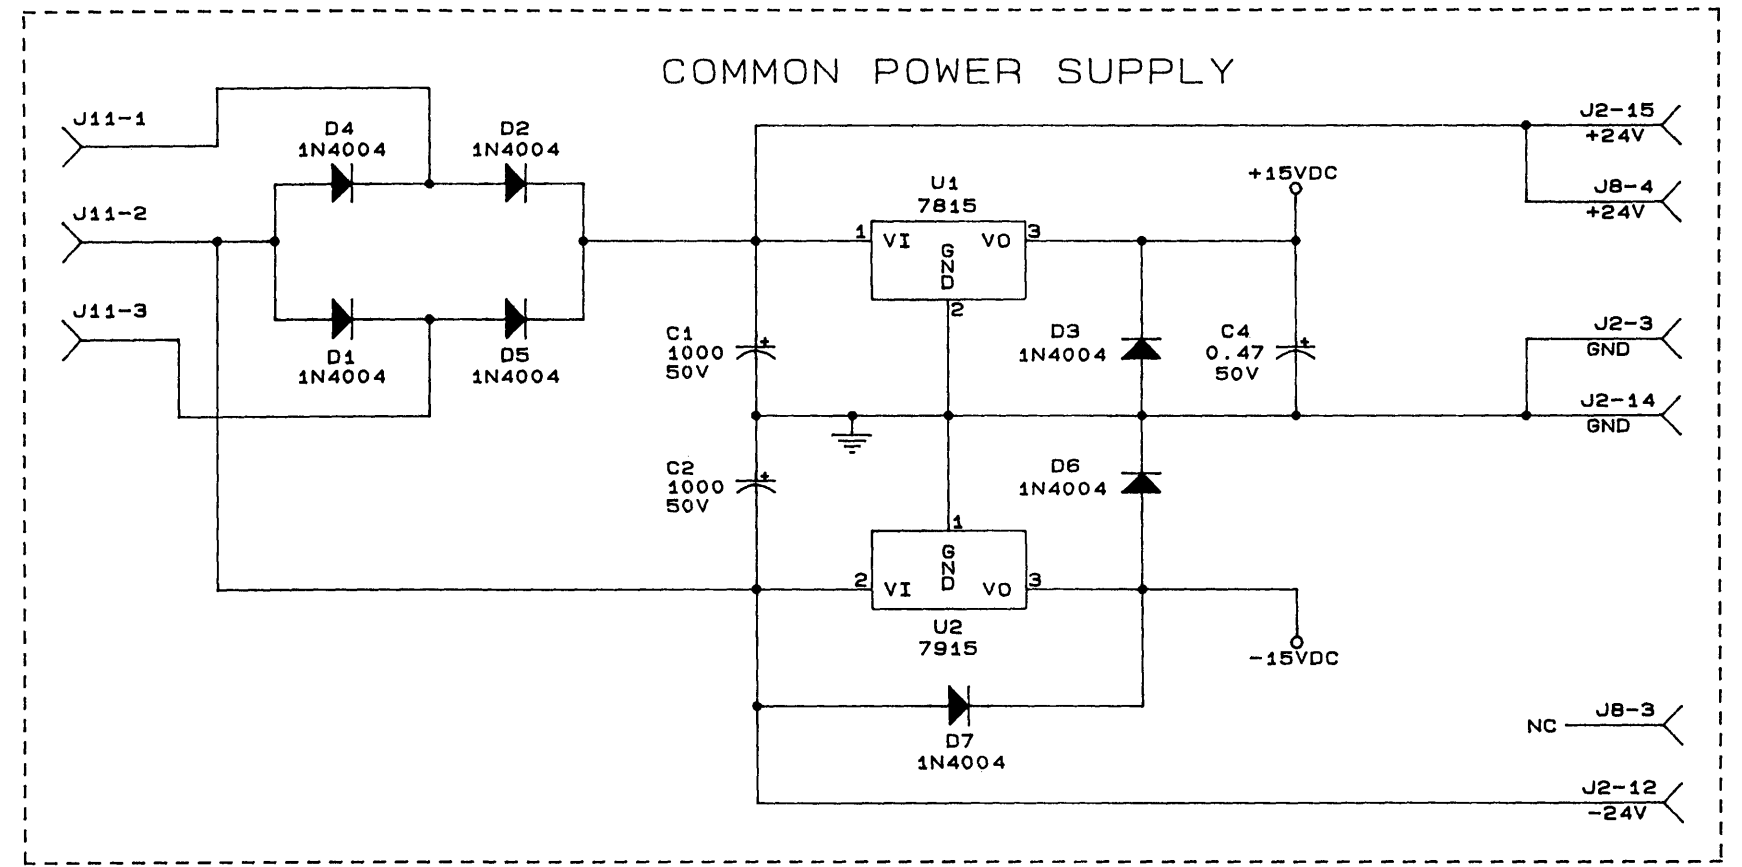 COMMON POWER SUPPLY
J11-1
J11-2
J11-3
D4
1N4004
D2
1N4004
D1
1N4004
D5
1N4004
C1
1000
50V
C2
1000
50V
U1
7815
1 VI GND VO 3
2
D3
1N4004
C4
0.47
50V
+
+
+
+15VDC
D6
1N4004
1
2 VI GND VO 3
U2
7915
-15VDC
D7
1N4004
J2-15
+24V
J8-4
+24V
J2-3
GND
J2-14
GND
NC
J8-3
J2-12
-24V